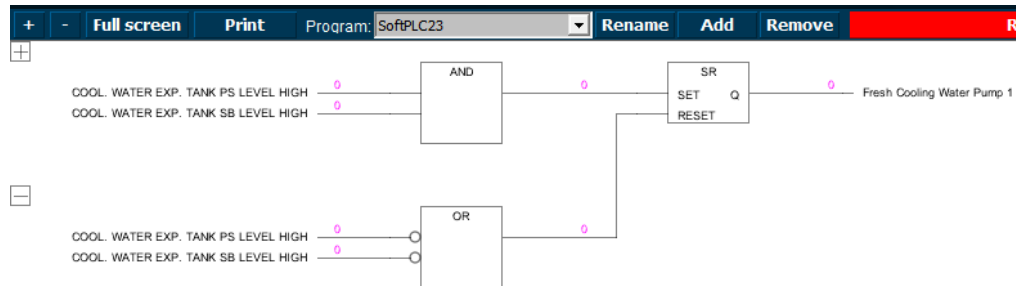 + - Full screen Print Program: SoftPLC23 Rename Add Remove R
AND SR
COOL. WATER EXP. TANK PS LEVEL HIGH 0 0 SET Q 0 Fresh Cooling Water Pump 1
COOL. WATER EXP. TANK SB LEVEL HIGH 0 RESET
OR
COOL. WATER EXP. TANK PS LEVEL HIGH 0 0
COOL. WATER EXP. TANK SB LEVEL HIGH 0